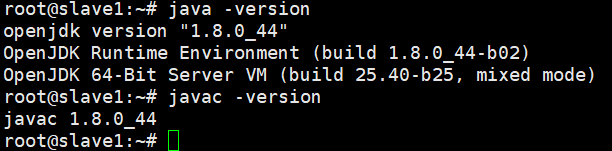 root@slave1:~# java -version
openjdk version "1.8.0_44"
OpenJDK Runtime Environment (build 1.8.0_44-b02)
OpenJDK 64-Bit Server VM (build 25.40-b25, mixed mode)
root@slave1:~# javac -version
javac 1.8.0_44
root@slave1:~#